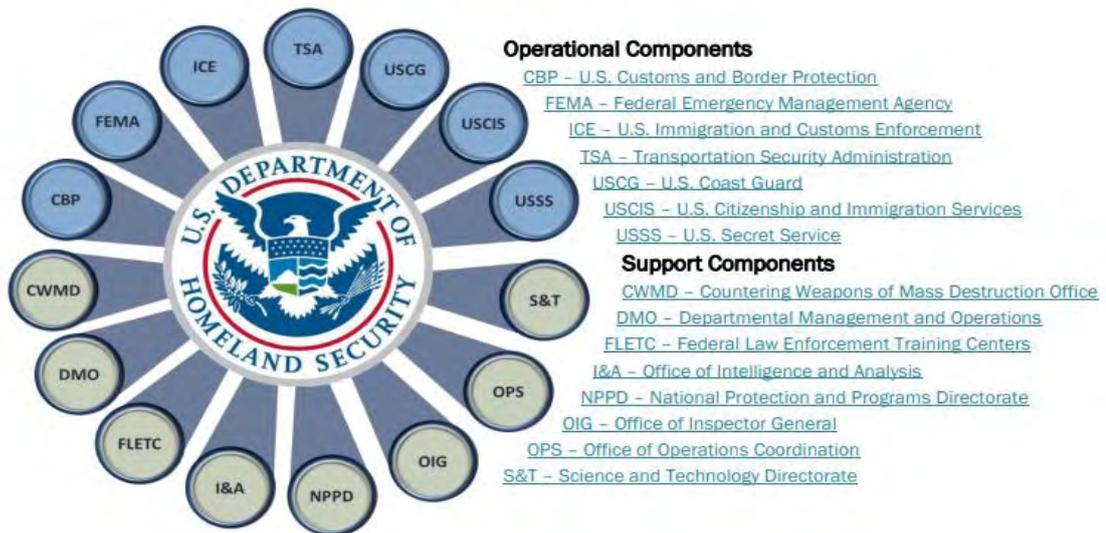 TSA
ICE
USCG
FEMA
USCIS
CBP
USSS
CWMD
S&T
DMO
OPS
FLETC
OIG
I&A
NPPD
U.S. DEPARTMENT OF
HOMELAND SECURITY
Operational Components
CBP – U.S. Customs and Border Protection
FEMA – Federal Emergency Management Agency
ICE – U.S. Immigration and Customs Enforcement
TSA – Transportation Security Administration
USCG – U.S. Coast Guard
USCIS – U.S. Citizenship and Immigration Services
USSS – U.S. Secret Service
Support Components
CWMD – Countering Weapons of Mass Destruction Office
DMO – Departmental Management and Operations
FLETC – Federal Law Enforcement Training Centers
I&A – Office of Intelligence and Analysis
NPPD – National Protection and Programs Directorate
OIG – Office of Inspector General
OPS – Office of Operations Coordination
S&T – Science and Technology Directorate